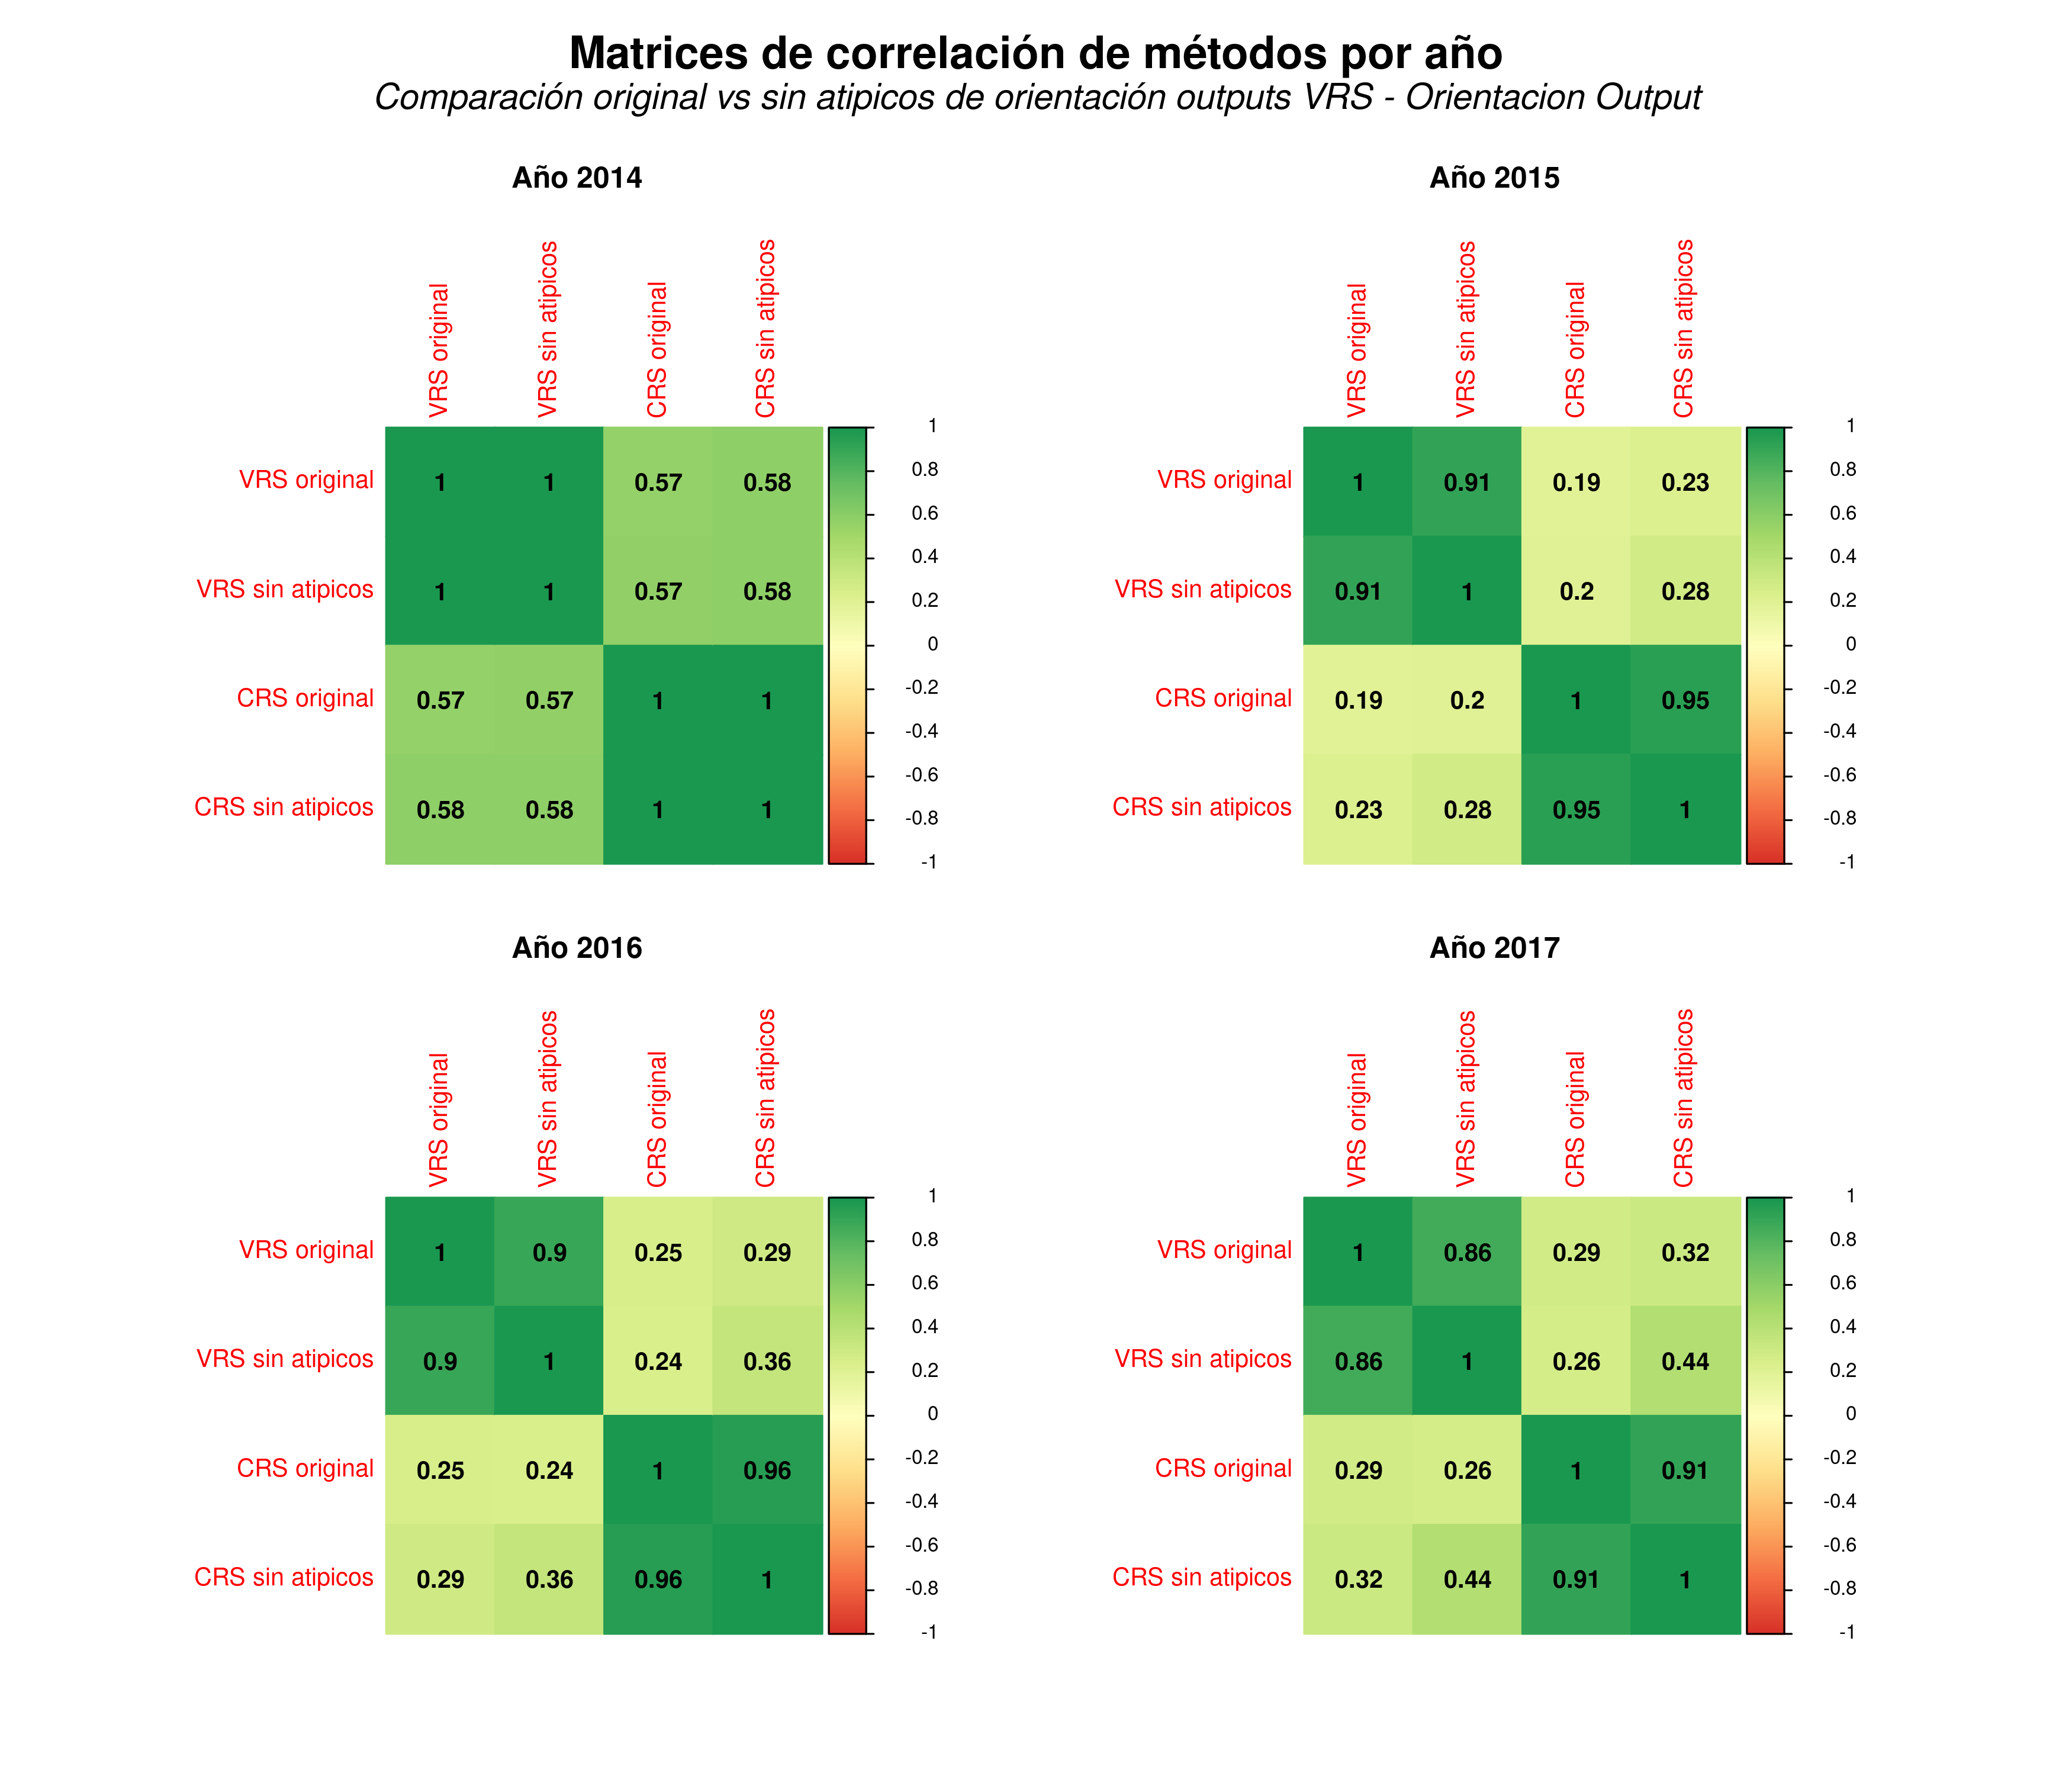 Matrices de correlación de métodos por año
Comparación original vs sin atipicos de orientación outputs VRS - Orientacion Output
Año 2014
VRS original
VRS sin atipicos
CRS original
CRS sin atipicos
VRS original 1 1 0.57 0.58
VRS sin atipicos 1 1 0.57 0.58
CRS original 0.57 0.57 1 1
CRS sin atipicos 0.58 0.58 1 1
1
0.8
0.6
0.4
0.2
0
-0.2
-0.4
-0.6
-0.8
-1
Año 2015
VRS original
VRS sin atipicos
CRS original
CRS sin atipicos
VRS original 1 0.91 0.19 0.23
VRS sin atipicos 0.91 1 0.2 0.28
CRS original 0.19 0.2 1 0.95
CRS sin atipicos 0.23 0.28 0.95 1
1
0.8
0.6
0.4
0.2
0
-0.2
-0.4
-0.6
-0.8
-1
Año 2016
VRS original
VRS sin atipicos
CRS original
CRS sin atipicos
VRS original 1 0.9 0.25 0.29
VRS sin atipicos 0.9 1 0.24 0.36
CRS original 0.25 0.24 1 0.96
CRS sin atipicos 0.29 0.36 0.96 1
1
0.8
0.6
0.4
0.2
0
-0.2
-0.4
-0.6
-0.8
-1
Año 2017
VRS original
VRS sin atipicos
CRS original
CRS sin atipicos
VRS original 1 0.86 0.29 0.32
VRS sin atipicos 0.86 1 0.26 0.44
CRS original 0.29 0.26 1 0.91
CRS sin atipicos 0.32 0.44 0.91 1
1
0.8
0.6
0.4
0.2
0
-0.2
-0.4
-0.6
-0.8
-1